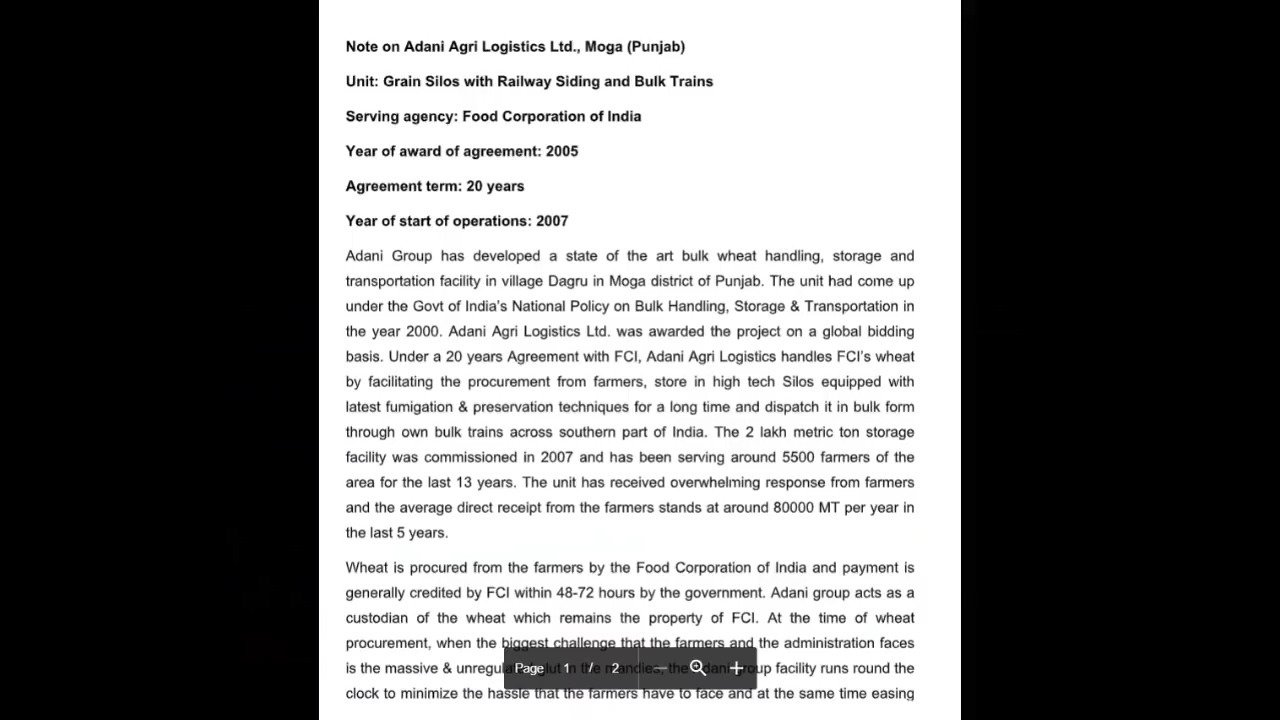 Note on Adani Agri Logistics Ltd., Moga (Punjab)
Unit: Grain Silos with Railway Siding and Bulk Trains
Serving agency: Food Corporation of India
Year of award of agreement: 2005
Agreement term: 20 years
Year of start of operations: 2007
Adani Group has developed a state of the art bulk wheat handling, storage and
transportation facility in village Dagru in Moga district of Punjab. The unit had come up
under the Govt of India’s National Policy on Bulk Handling, Storage & Transportation in
the year 2000. Adani Agri Logistics Ltd. was awarded the project on a global bidding
basis. Under a 20 years Agreement with FCI, Adani Agri Logistics handles FCI’s wheat
by facilitating the procurement from farmers, store in high tech Silos equipped with
latest fumigation & preservation techniques for a long time and dispatch it in bulk form
through own bulk trains across southern part of India. The 2 lakh metric ton storage
facility was commissioned in 2007 and has been serving around 5500 farmers of the
area for the last 13 years. The unit has received overwhelming response from farmers
and the average direct receipt from the farmers stands at around 80000 MT per year in
the last 5 years.
Wheat is procured from the farmers by the Food Corporation of India and payment is
generally credited by FCI within 48-72 hours by the government. Adani group acts as a
custodian of the wheat which remains the property of FCI. At the time of wheat
procurement, when the biggest challenge that the farmers and the administration faces
is the massive & unregulated glut in the mandies, the Adani group facility runs round the
Page 1 / 2
clock to minimize the hassle that the farmers have to face and at the same time easing